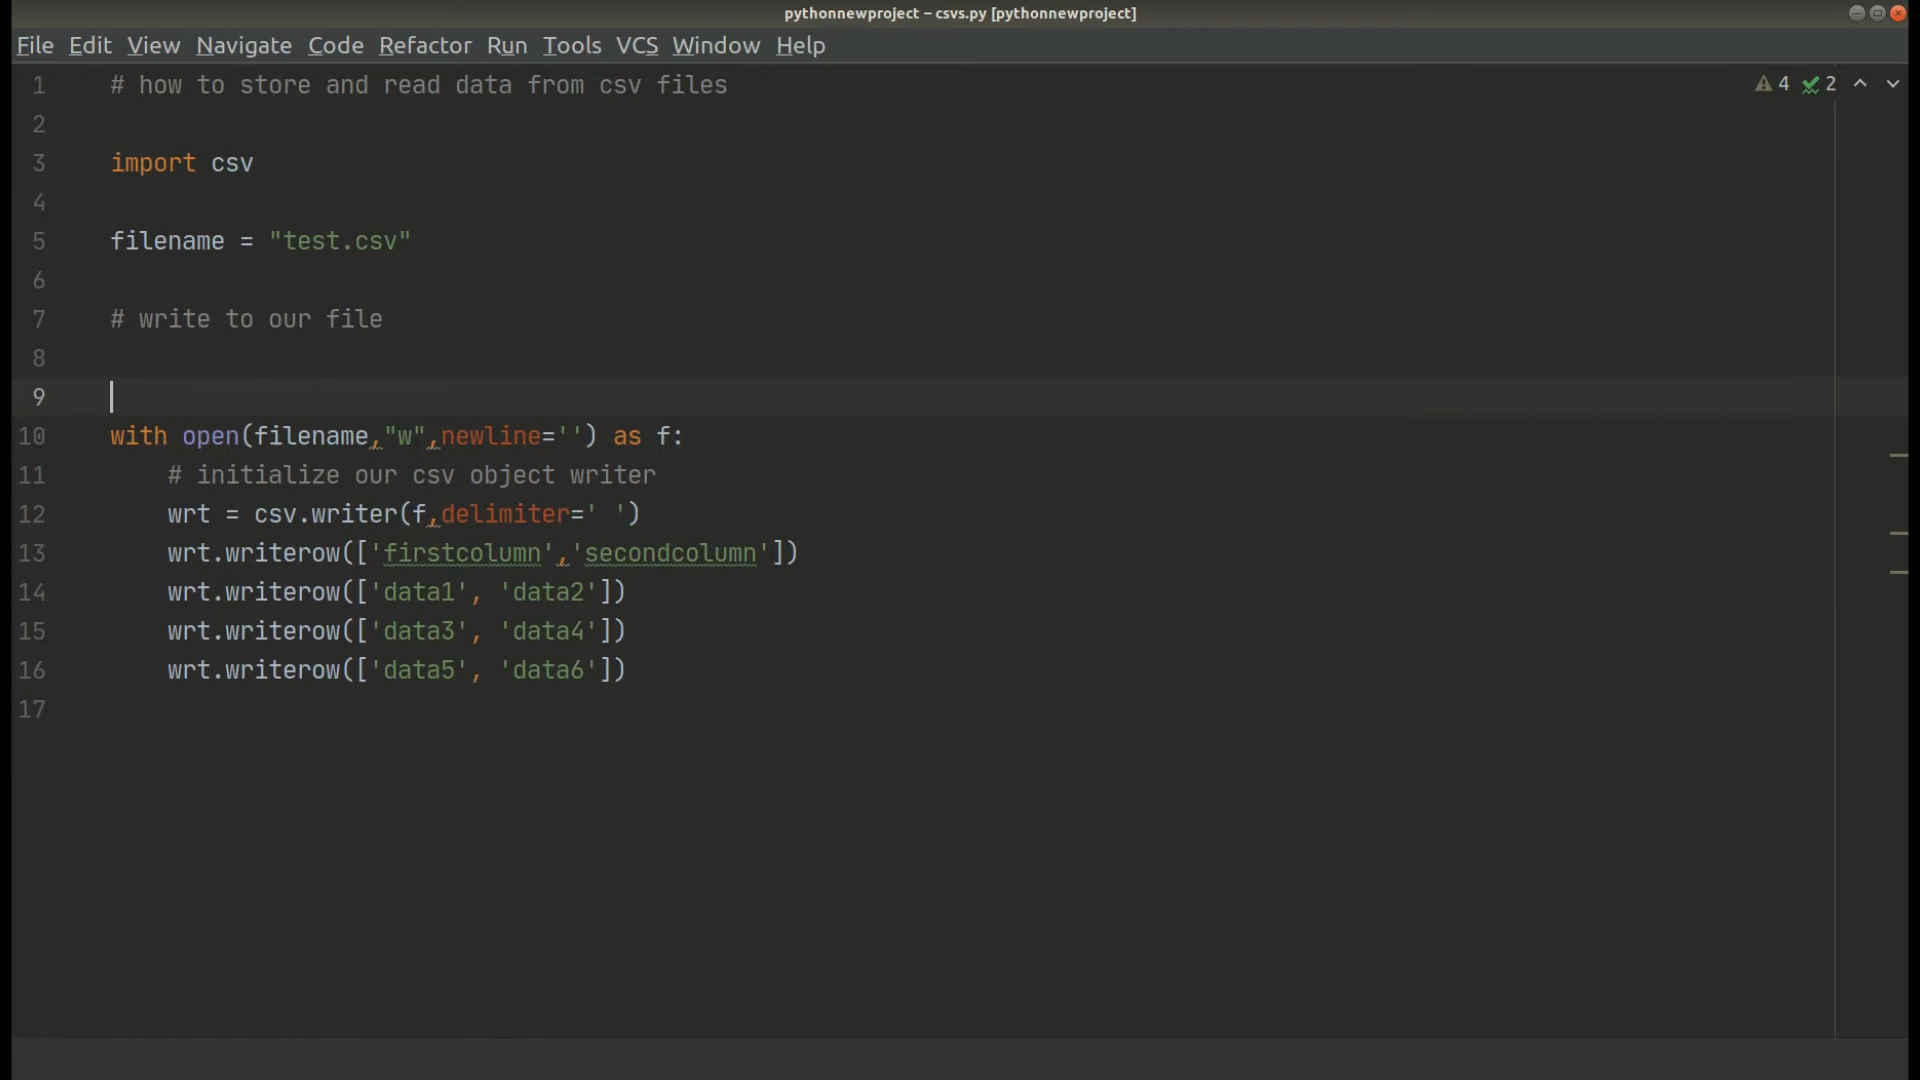 pythonnewproject – csvs.py [pythonnewproject]
File Edit View Navigate Code Refactor Run Tools VCS Window Help
1 # how to store and read data from csv files
4 2
2
3 import csv
4
5 filename = "test.csv"
6
7 # write to our file
8
9
10 with open(filename,"w",newline='') as f:
11 # initialize our csv object writer
12 wrt = csv.writer(f,delimiter=' ')
13 wrt.writerow(['firstcolumn','secondcolumn'])
14 wrt.writerow(['data1', 'data2'])
15 wrt.writerow(['data3', 'data4'])
16 wrt.writerow(['data5', 'data6'])
17